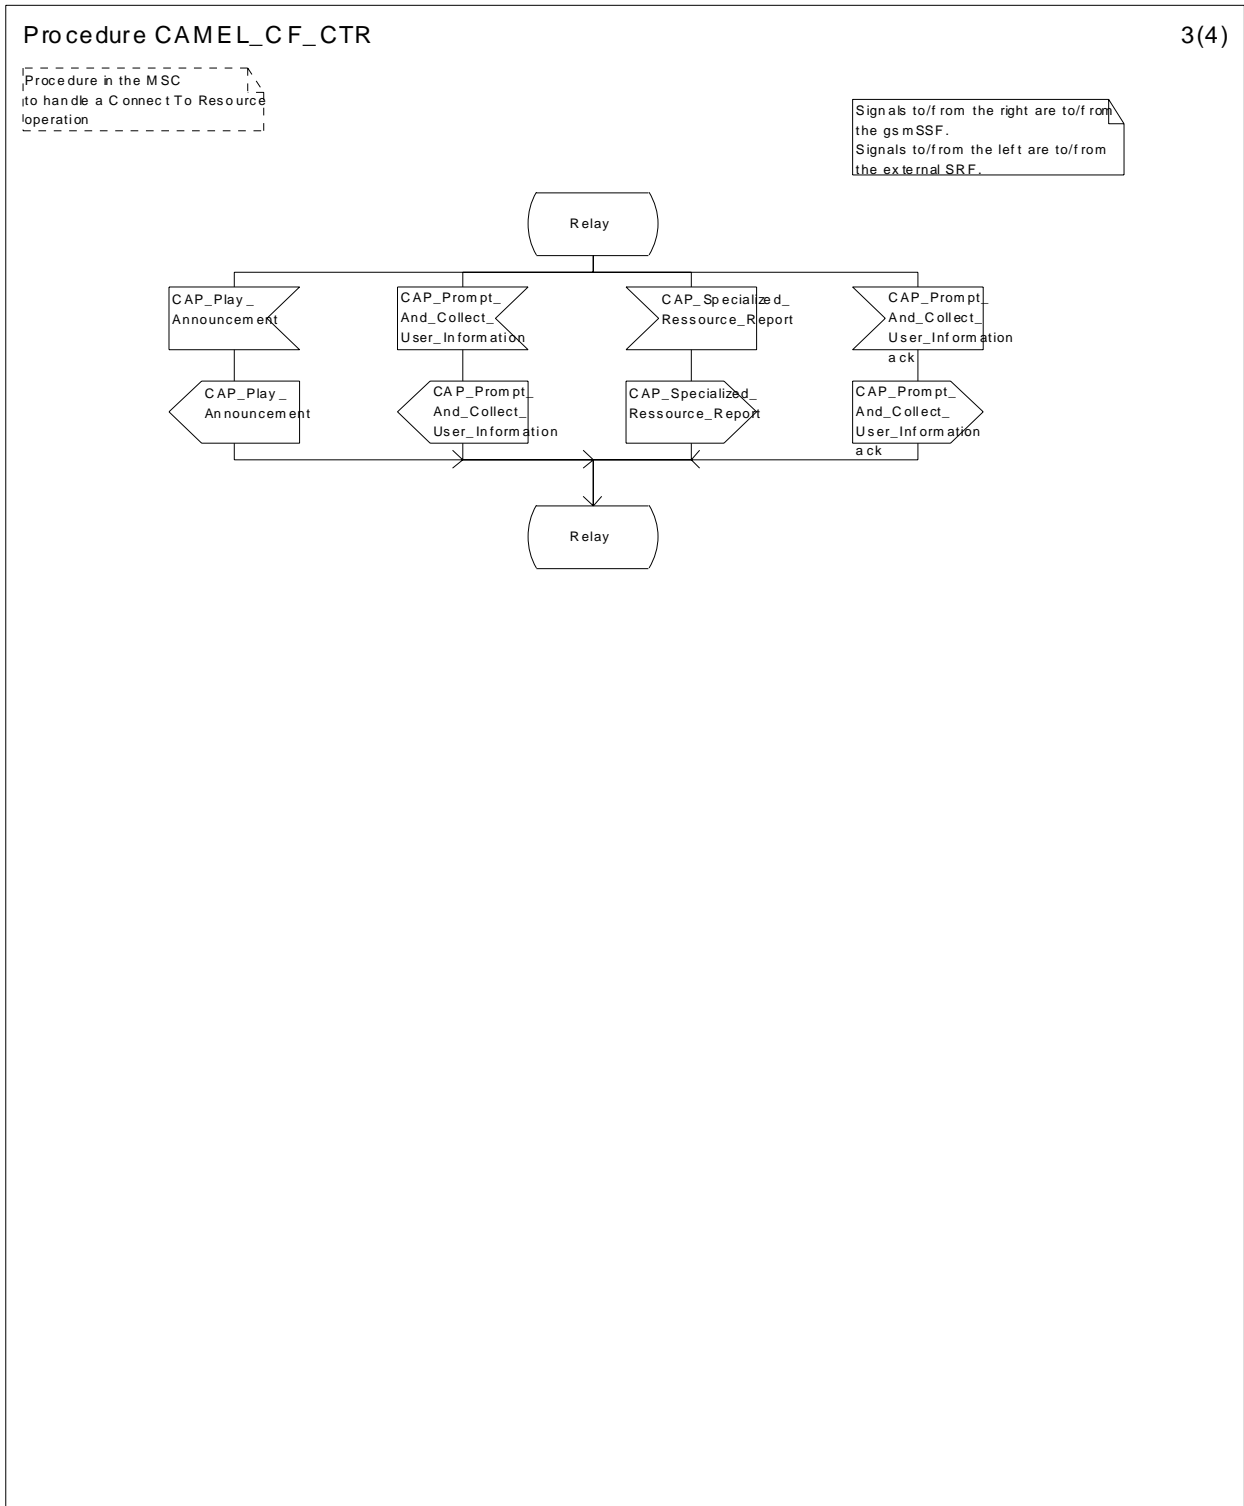 Procedure CAMEL_CF_CTR
3(4)
Procedure in the MSC
to handle a Connect To Resource
operation
Signals to/from the right are to/from
the gsmSSF.
Signals to/from the left are to/from
the external SRF.
Relay
CAP_Play_
Announcement
CAP_Prompt_
And_Collect_
User_Information
CAP_Specialized_
Ressource_Report
CAP_Prompt_
And_Collect_
User_Information
ack
CAP_Play_
Announcement
CAP_Prompt_
And_Collect_
User_Information
CAP_Specialized_
Ressource_Report
CAP_Prompt_
And_Collect_
User_Information
ack
Relay